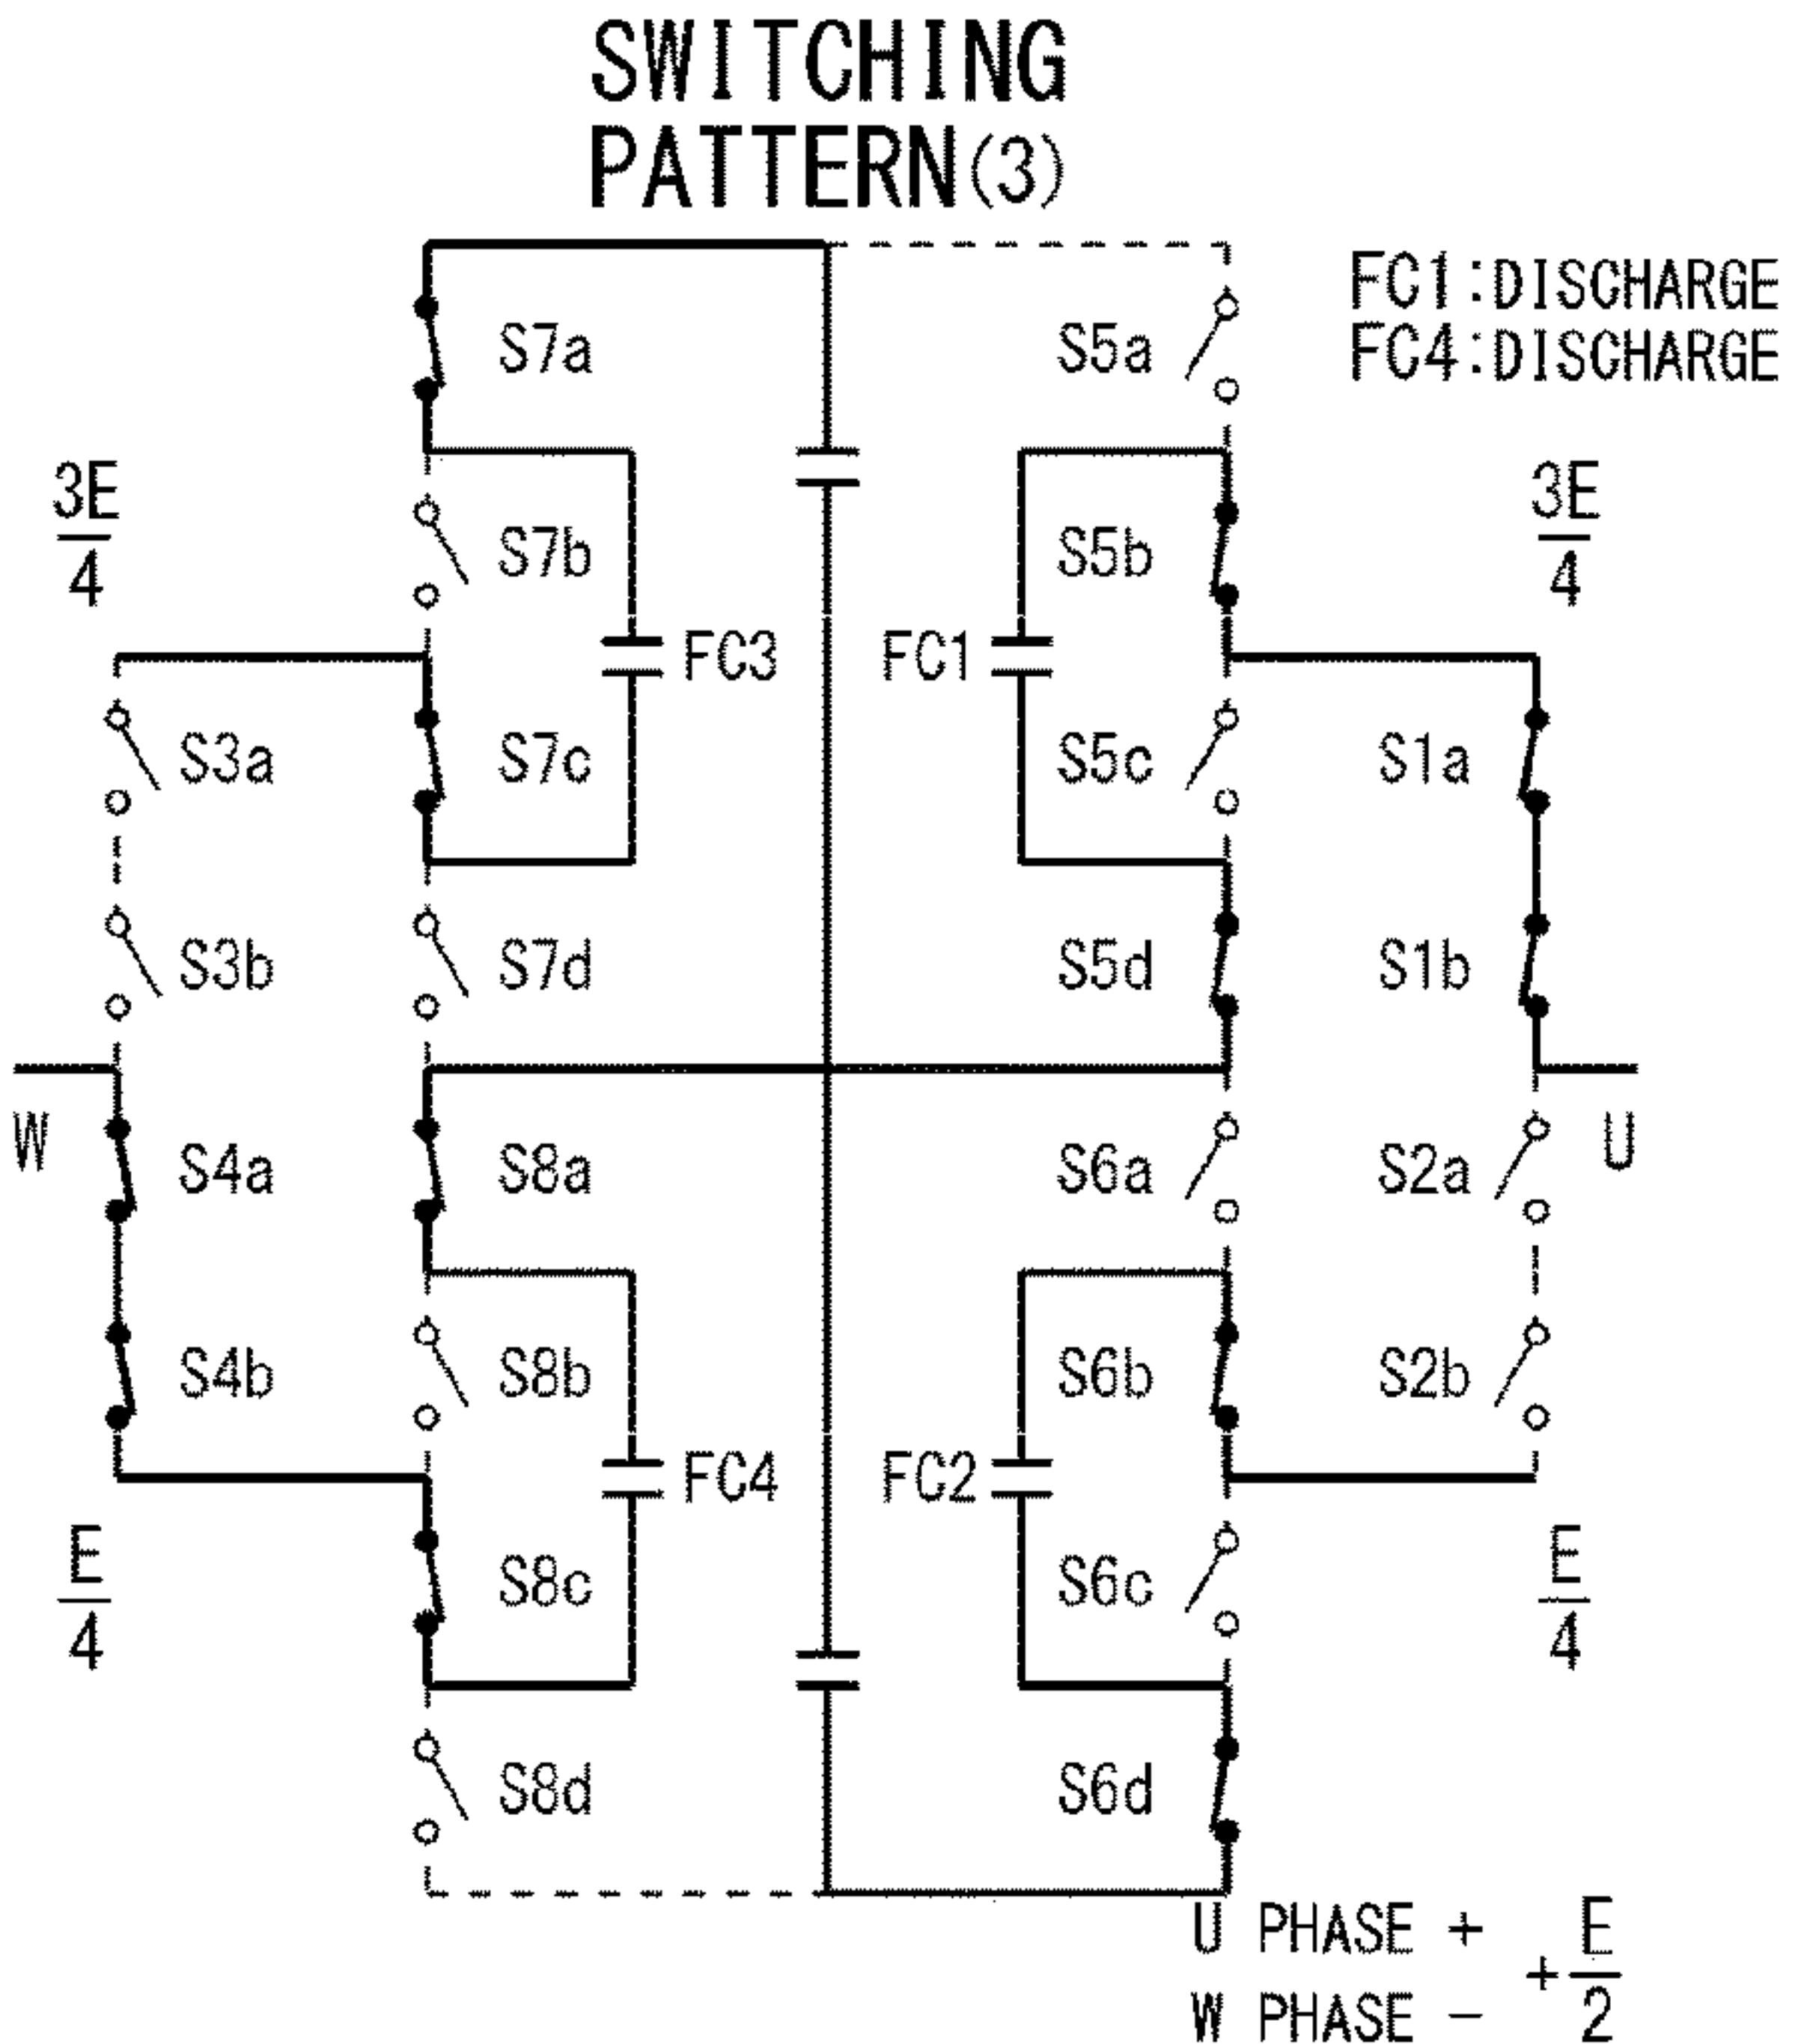 SWITCHING
PATTERN(3)
FC1:DISCHARGE
FC4:DISCHARGE
S7a
S5a
3E
4
S7b
S5b
3E
4
FC3
FC1
S3a
S7c
S5c
S1a
S3b
S7d
S5d
S1b
W
S4a
S8a
S6a
S2a
U
S4b
S8b
S6b
S2b
FC4
FC2
E
4
S8c
S6c
E
4
S8d
S6d
U PHASE +
W PHASE -
+E
2